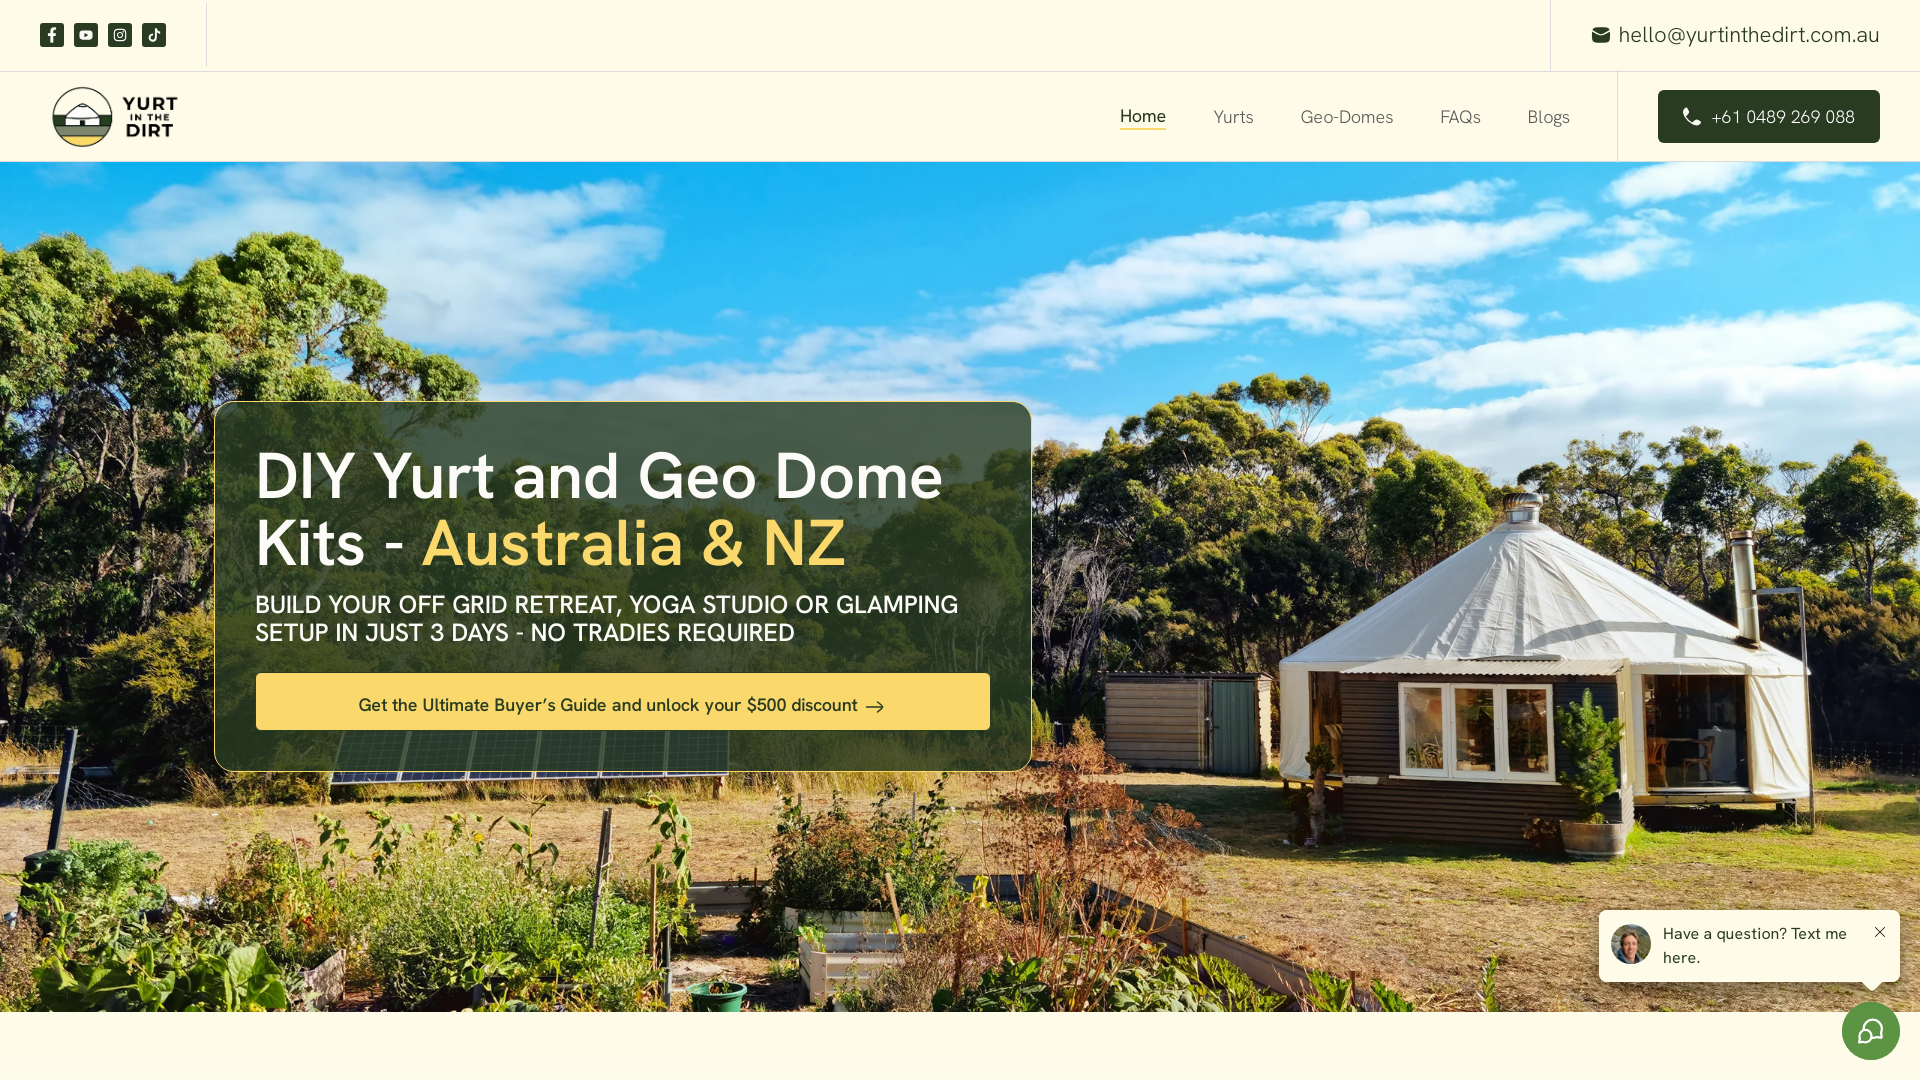 hello@yurtinthedirt.com.au
YURT
IN THE
DIRT
Home
Yurts
Geo-Domes
FAQs
Blogs
+61 0489 269 088
DIY Yurt and Geo Dome
Kits - Australia & NZ
BUILD YOUR OFF GRID RETREAT, YOGA STUDIO OR GLAMPING
SETUP IN JUST 3 DAYS - NO TRADIES REQUIRED
Get the Ultimate Buyer’s Guide and unlock your $500 discount
Have a question? Text me
here.